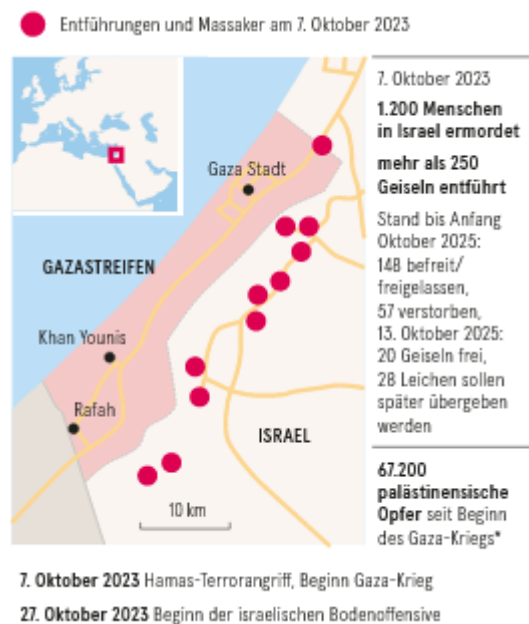 Entführungen und Massaker am 7. Oktober 2023
Gaza Stadt
GAZASTREIFEN
Khan Younis
Rafah
ISRAEL
10 km
7. Oktober 2023
1.200 Menschen
in Israel ermordet
mehr als 250
Geiseln entführt
Stand bis Anfang
Oktober 2025:
148 befreit/
freigelassen,
57 verstorben,
13. Oktober 2025:
20 Geiseln frei,
28 Leichen sollen
später übergeben
werden
67.200
palästinensische
Opfer seit Beginn
des Gaza-Kriegs*
7. Oktober 2023 Hamas-Terrorangriff, Beginn Gaza-Krieg
27. Oktober 2023 Beginn der israelischen Bodenoffensive